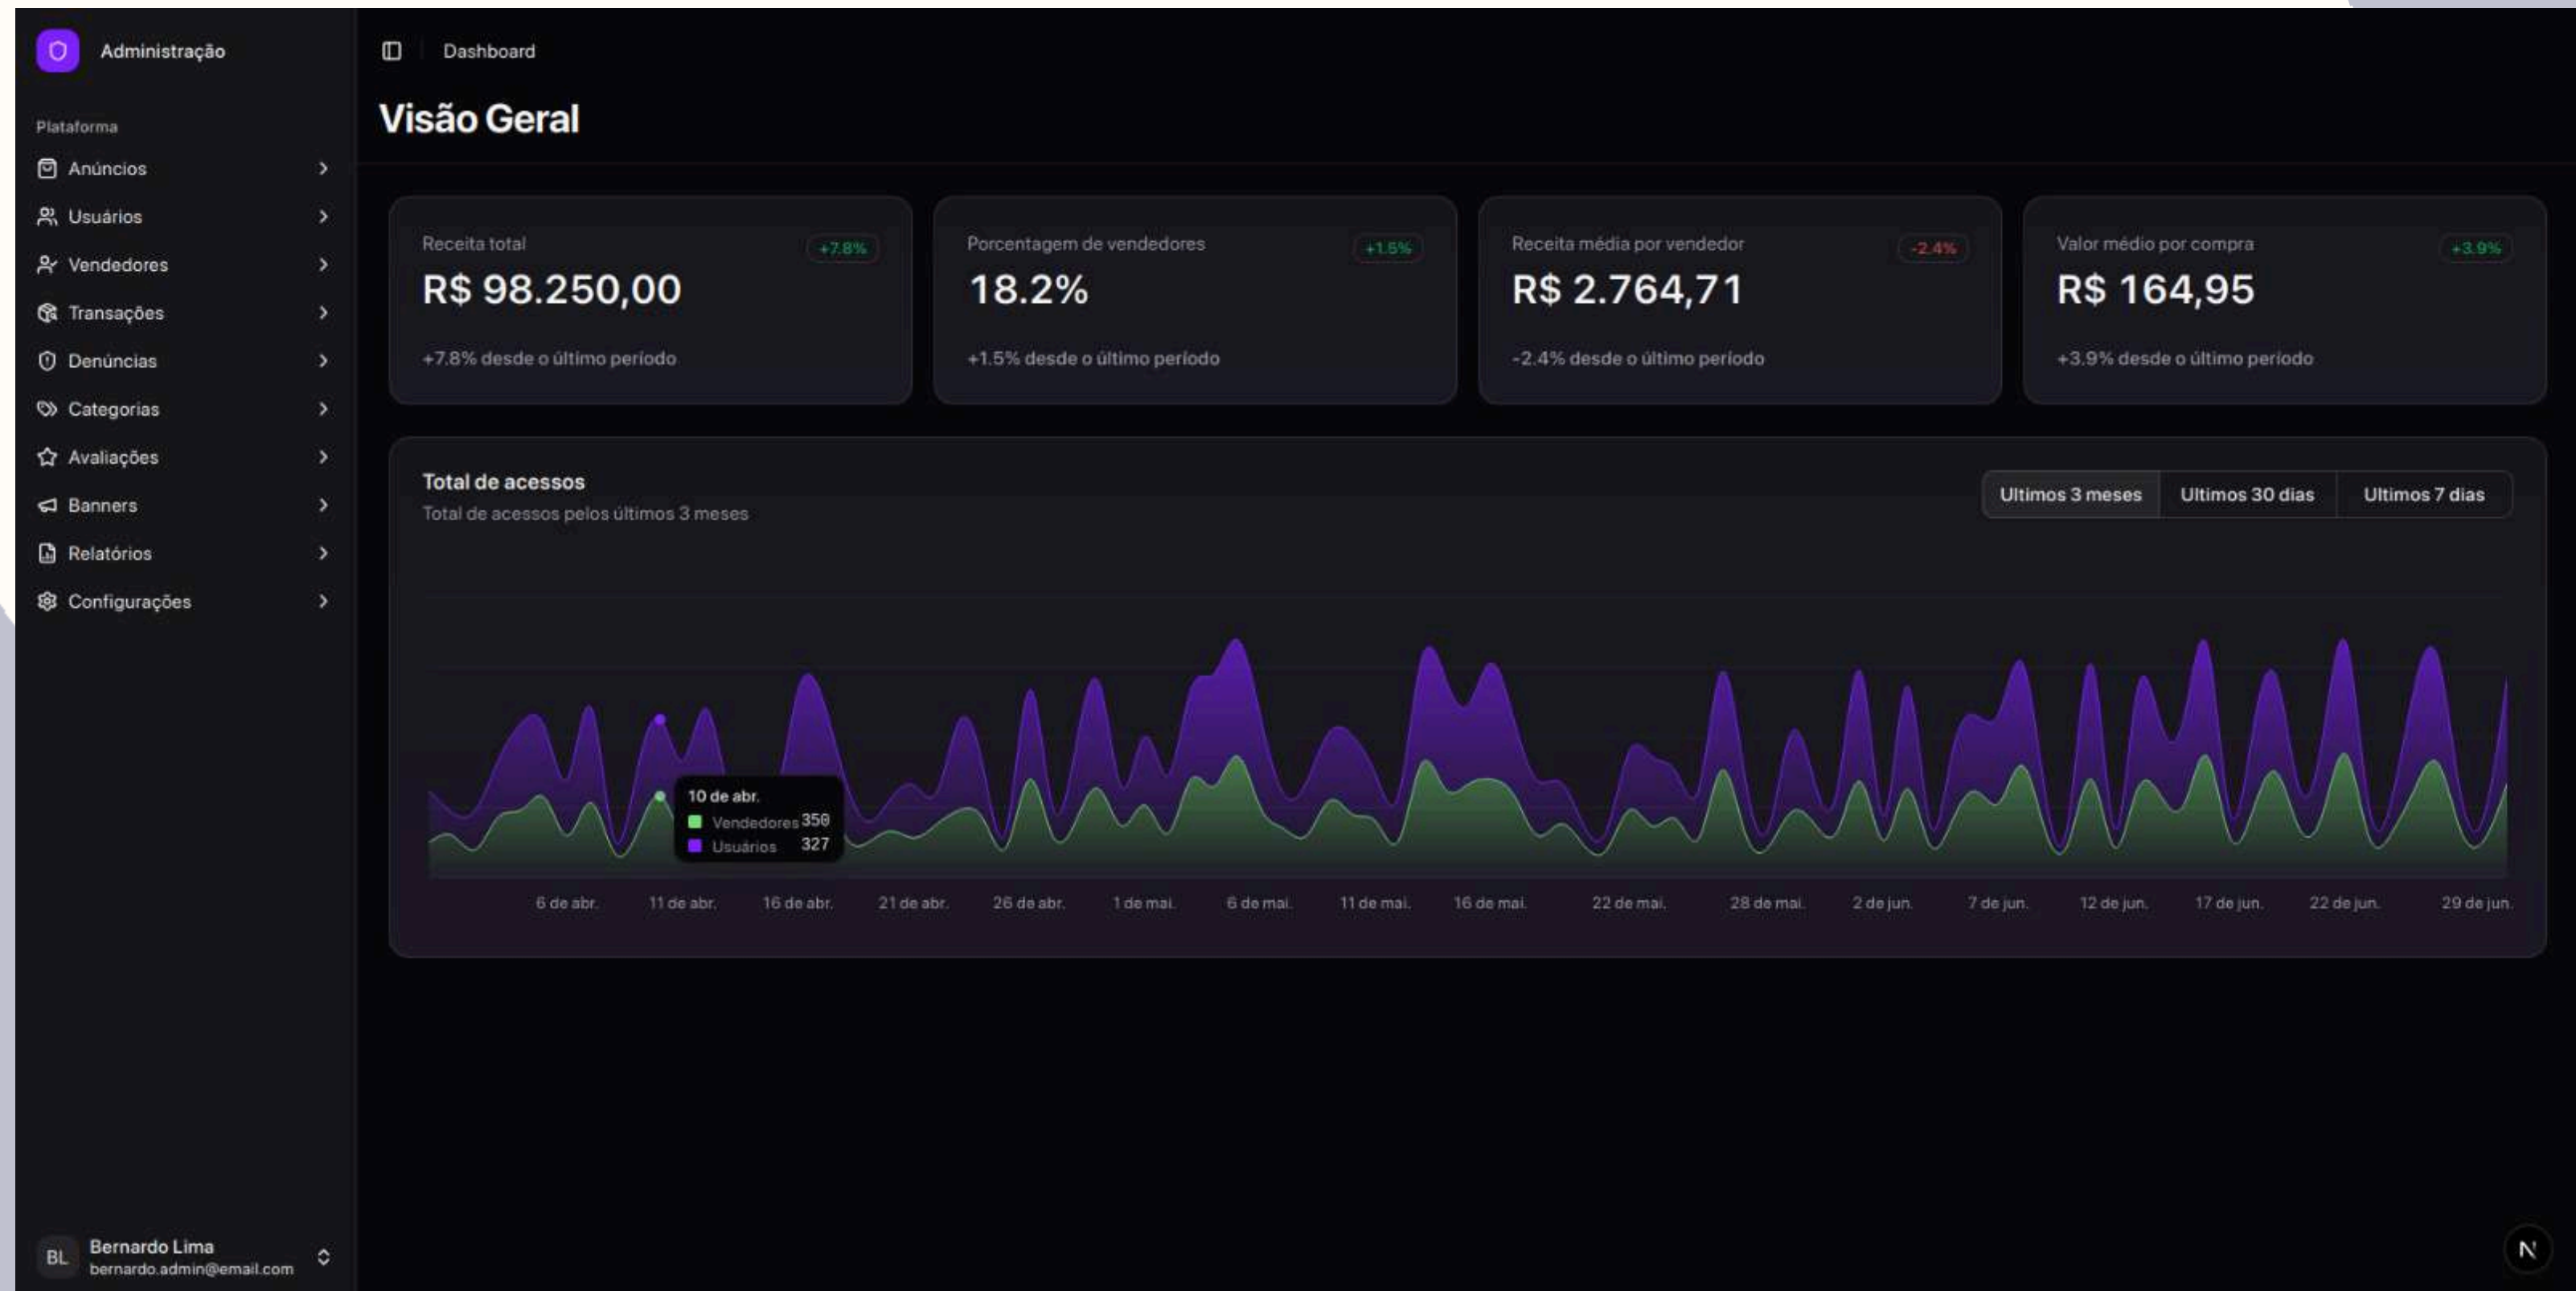 Administração
Plataforma
Anúncios
Usuários
Vendedores
Transações
Denúncias
Categorias
Avaliações
Banners
Relatórios
Configurações
BL
Bernardo Lima
bernardo.admin@email.com
Dashboard
Visão Geral
Receita total
+7.8%
R$ 98.250,00
+7.8% desde o último período
Porcentagem de vendedores
+1.5%
18.2%
+1.5% desde o último período
Receita média por vendedor
-2.4%
R$ 2.764,71
-2.4% desde o último período
Valor médio por compra
+3.9%
R$ 164,95
+3.9% desde o último período
Total de acessos
Total de acessos pelos últimos 3 meses
Ultimos 3 meses Ultimos 30 dias Ultimos 7 dias
10 de abr.
Vendedores 350
Usuários 327
6 de abr. 11 de abr. 16 de abr. 21 de abr. 26 de abr. 1 de mai. 6 de mai. 11 de mai. 16 de mai. 22 de mai. 28 de mai. 2 de jun. 7 de jun. 12 de jun. 17 de jun. 22 de jun. 29 de jun.
N